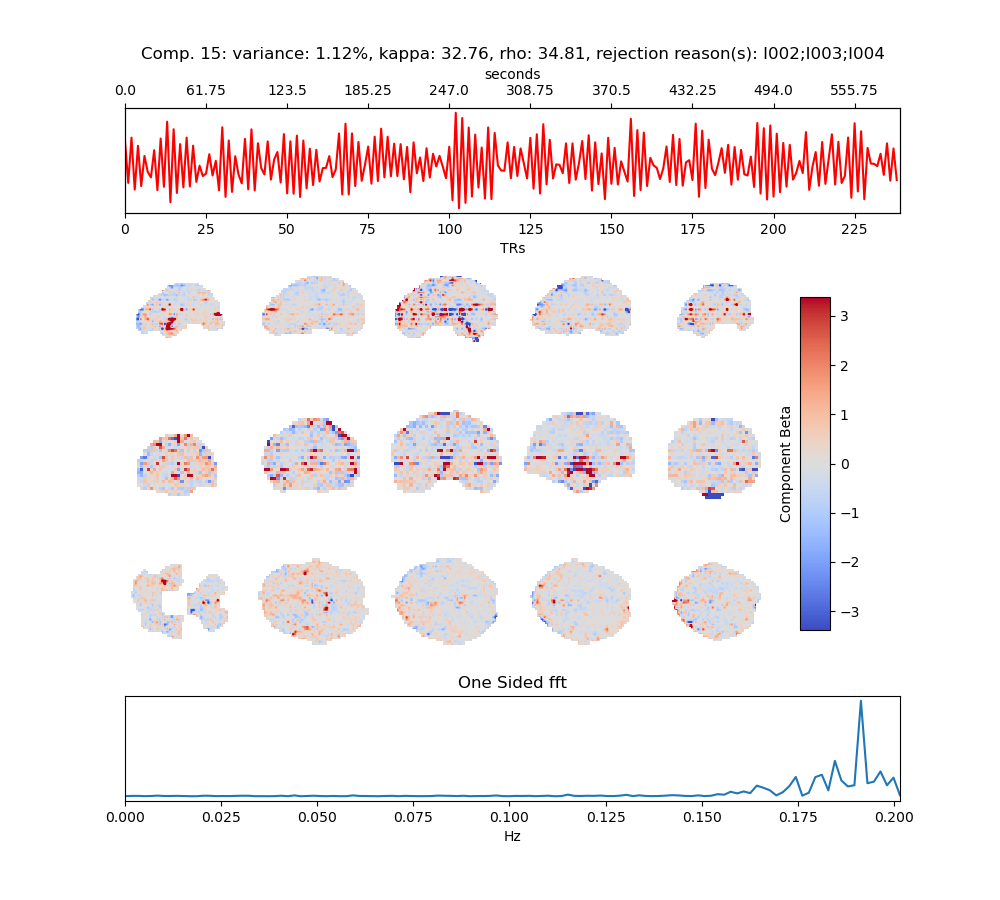 Comp. 15: variance: 1.12%, kappa: 32.76, rho: 34.81, rejection reason(s): I002;I003;I004
seconds
0.0 61.75 123.5 185.25 247.0 308.75 370.5 432.25 494.0 555.75
0 25 50 75 100 125 150 175 200 225
TRs
3
2
1
0
−1
−2
−3
Component Beta
One Sided fft
0.000 0.025 0.050 0.075 0.100 0.125 0.150 0.175 0.200
Hz